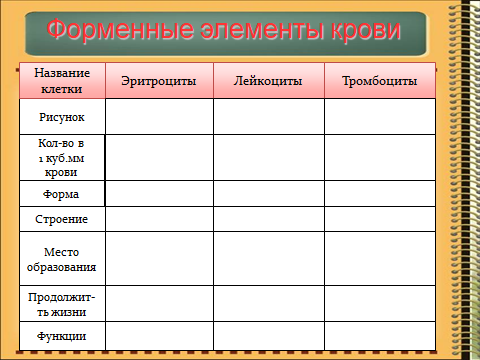 Форменные элементы крови
Название клетки
Эритроциты
Лейкоциты
Тромбоциты
Рисунок
Кол-во в
1 куб.мм
крови
Форма
Строение
Место
образования
Продолжит-
ть жизни
Функции